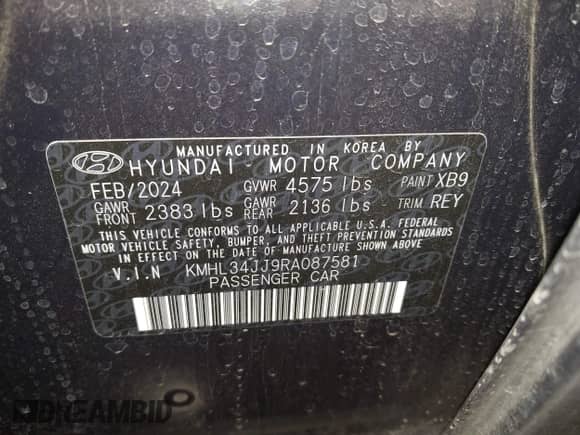 MANUFACTURED IN KOREA BY
HYUNDAI MOTOR COMPANY
FEB/2024 GVWR 4575 lbs PAINT XB9
GAWR FRONT 2383 lbs GAWR REAR 2136 lbs TRIM REY
THIS VEHICLE CONFORMS TO ALL APPLICABLE U.S.A. FEDERAL
MOTOR VEHICLE SAFETY, BUMPER, AND THEFT PREVENTION STANDARDS
IN EFFECT ON THE DATE OF MANUFACTURE SHOWN ABOVE.
V.I.N KMHL34JJ9RA087581
PASSENGER CAR
DREAMBID